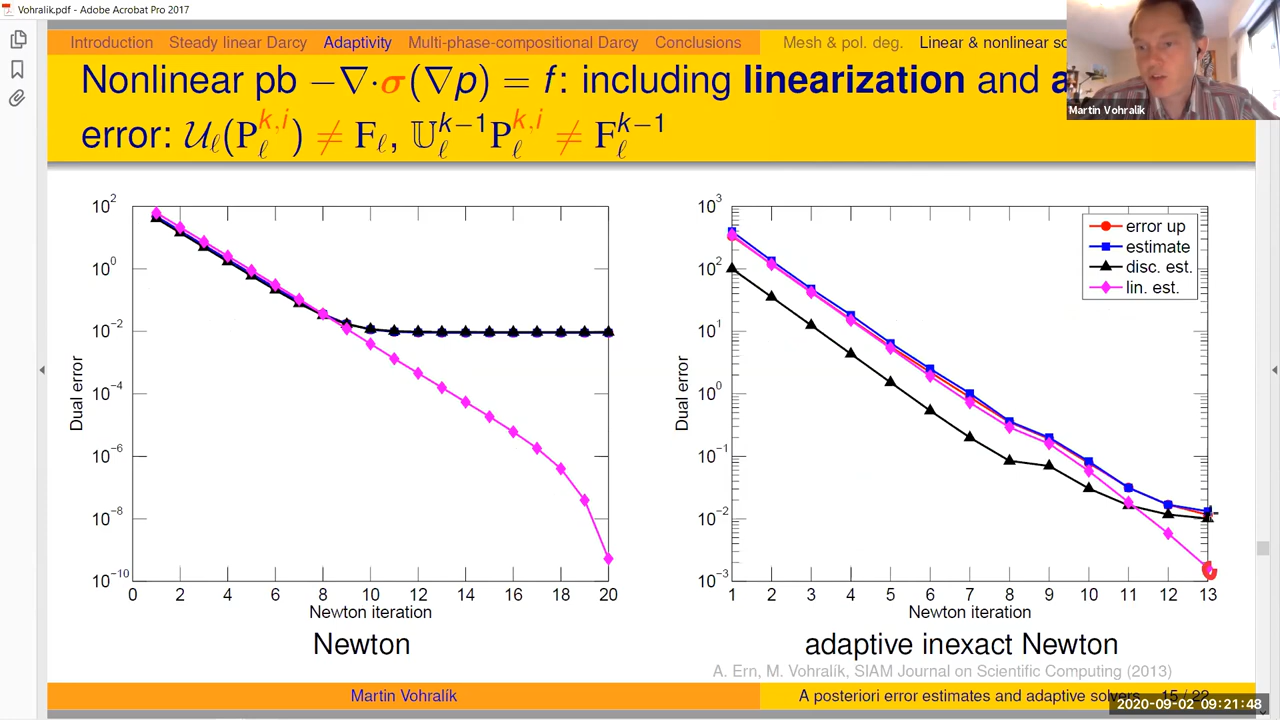 Vohralik.pdf - Adobe Acrobat Pro 2017
Introduction Steady linear Darcy Adaptivity Multi-phase-compositional Darcy Conclusions Mesh & pol. deg. Linear & nonlinear
Martin Vohralik
Nonlinear pb −∇·σ(∇p) = f: including linearization and
error: 𝒰ℓ(Pℓ^{k,i}) ≠ Fℓ, 𝕌ℓ^{k−1}Pℓ^{k,i} ≠ Fℓ^{k−1}
10^2
10^0
10^−2
10^−4
10^−6
10^−8
10^−10
Dual error
0 2 4 6 8 10 12 14 16 18 20
Newton iteration
Newton
10^3
10^2
10^1
10^0
10^−1
10^−2
10^−3
Dual error
error up
estimate
disc. est.
lin. est.
1 2 3 4 5 6 7 8 9 10 11 12 13
Newton iteration
adaptive inexact Newton
A. Ern, M. Vohralík, SIAM Journal on Scientific Computing (2013)
Martin Vohralík
A posteriori error estimates and adaptive solvers 15 / 22
2020-09-02 09:21:48